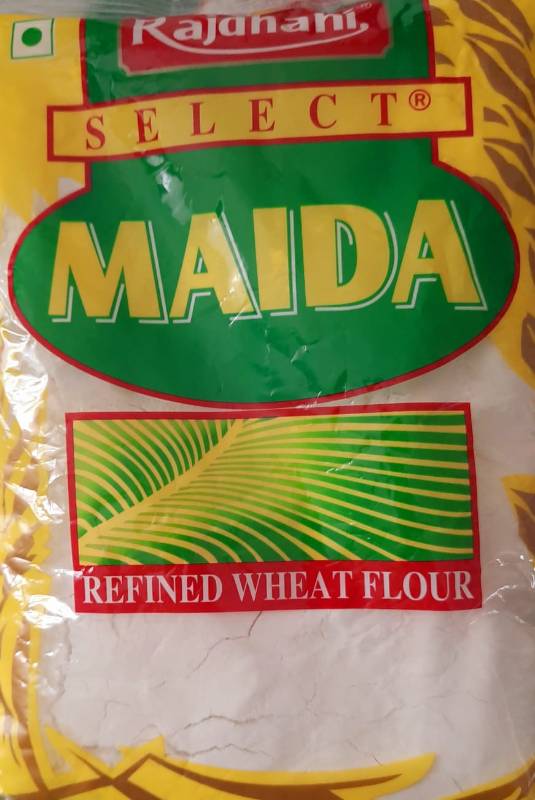 Rajdhani®
SELECT®
MAIDA
REFINED WHEAT FLOUR